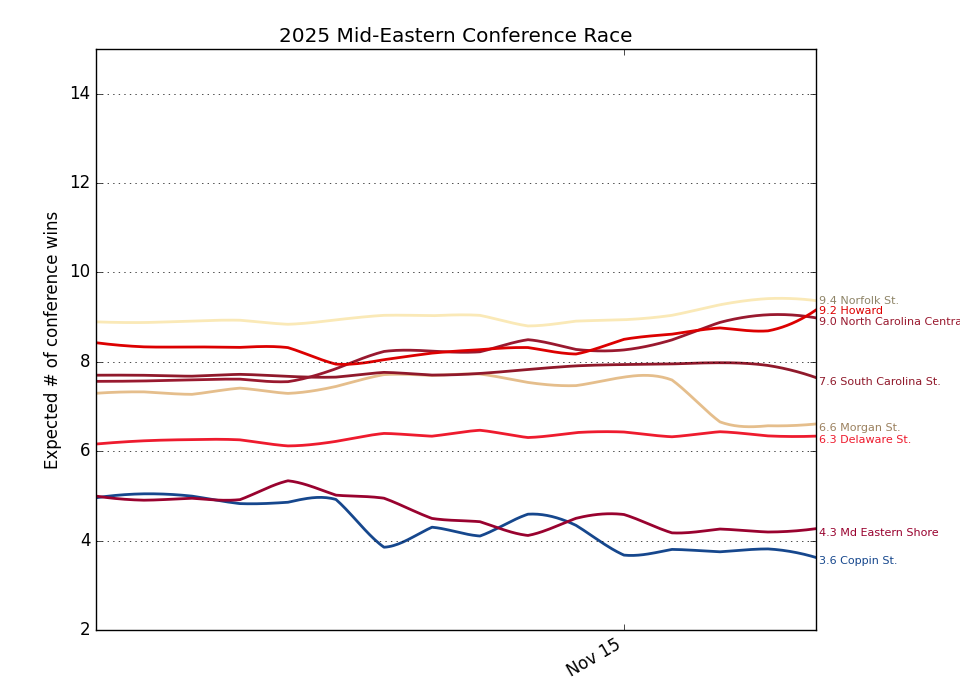 2025 Mid-Eastern Conference Race
Expected # of conference wins
14
12
10
8
6
4
2
Nov 15
9.4 Norfolk St.
9.2 Howard
9.0 North Carolina Centra
7.6 South Carolina St.
6.6 Morgan St.
6.3 Delaware St.
4.3 Md Eastern Shore
3.6 Coppin St.